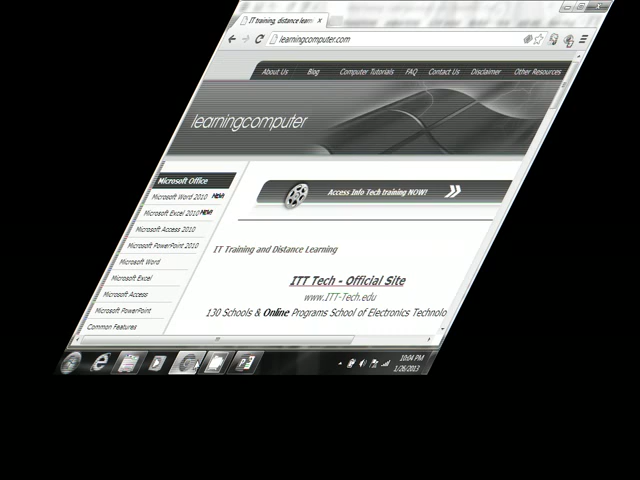 IT training, distance learn
learningcomputer.com
About Us Blog Computer Tutorials FAQ Contact Us Disclaimer Other Resources
learningcomputer
Microsoft Office
Microsoft Word 2010 NEW!
Microsoft Excel 2010 NEW!
Microsoft Access 2010
Microsoft PowerPoint 2010
Microsoft Word
Microsoft Excel
Microsoft Access
Microsoft PowerPoint
Common Features
Access Info Tech training NOW!
IT Training and Distance Learning
ITT Tech - Official Site
www.ITT-Tech.edu
130 Schools & Online Programs School of Electronics Technolo
10:04 PM
1/26/2013